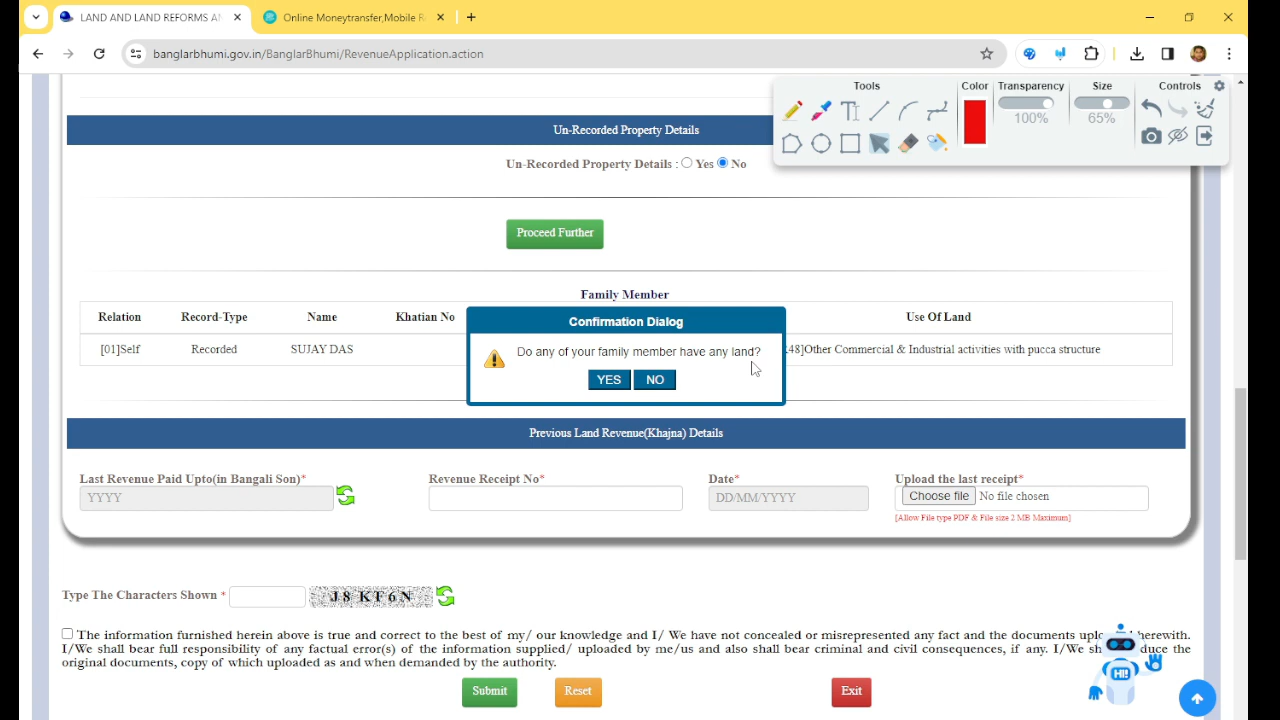 LAND AND LAND REFORMS AN
Online Moneytransfer,Mobile R
banglarbhumi.gov.in/BanglarBhumi/RevenueApplication.action
Tools
Color
Transparency
Size
Controls
100%
65%
Un-Recorded Property Details
Un-Recorded Property Details : Yes No
Proceed Further
Family Member
Relation Record-Type Name Khatian No Use Of Land
[01]Self Recorded SUJAY DAS 48]Other Commercial & Industrial activities with pucca structure
Confirmation Dialog
Do any of your family member have any land?
YES NO
Previous Land Revenue(Khajna) Details
Last Revenue Paid Upto(in Bangali Son)* Revenue Receipt No* Date* Upload the last receipt*
YYYY DD/MM/YYYY Choose file No file chosen
[Allow File type PDF & File size 2 MB Maximum]
Type The Characters Shown * J8 KT6N
The information furnished herein above is true and correct to the best of my/ our knowledge and I/ We have not concealed or misrepresented any fact and the documents uplo herewith.
I/We shall bear full responsibility of any factual error(s) of the information supplied/ uploaded by me/us and also shall bear criminal and civil consequences, if any. I/We sh duce the
original documents, copy of which uploaded as and when demanded by the authority.
HI!
Submit Reset Exit